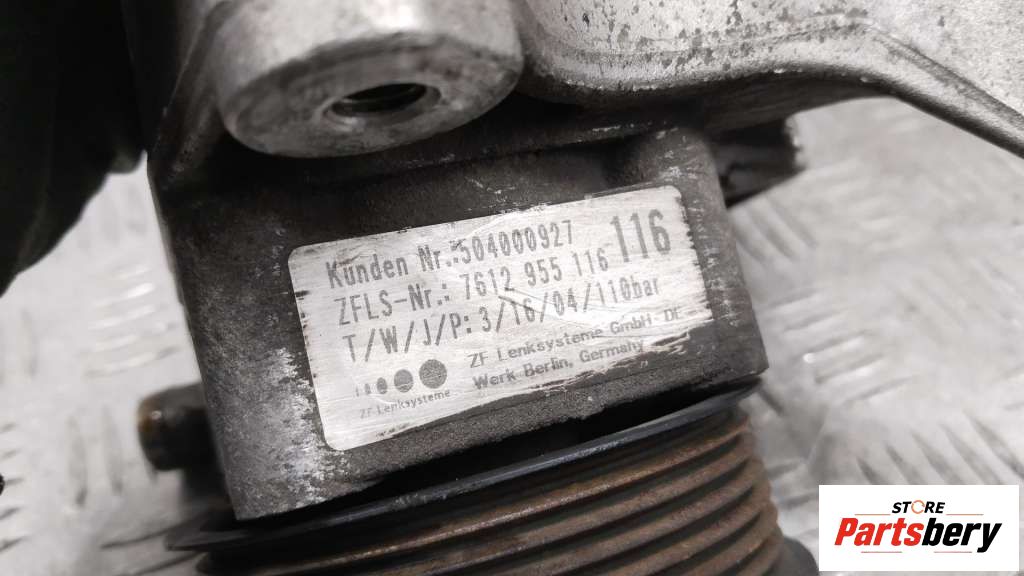 Kunden Nr.:504000927
ZFLS-Nr.: 7612 955 116 116
T/W/J/P: 3/16/04/110bar
ZF Lenksysteme GmbH-DE
Werk Berlin, Germany
ZF Lenksysteme
STORE
Partsbery